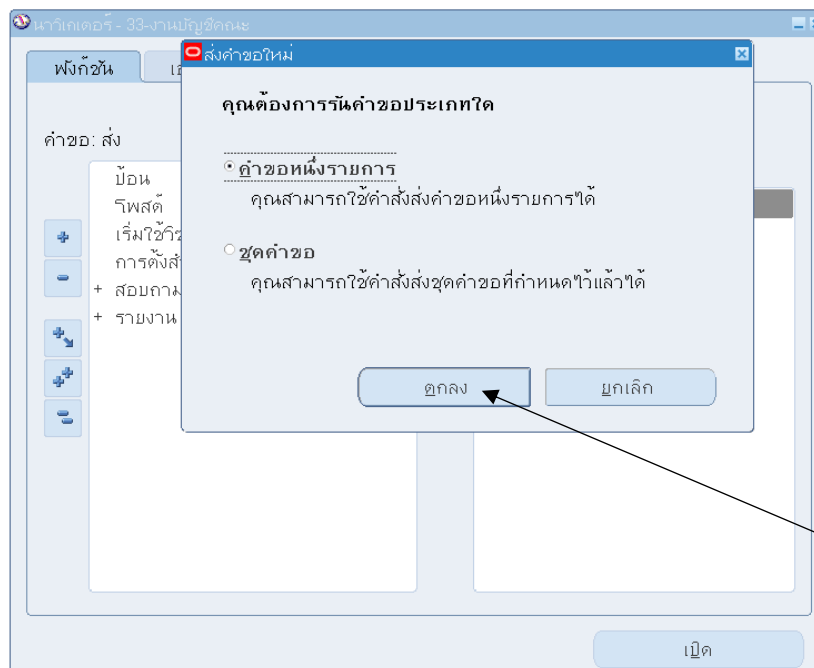 นาวิเกเตอร์ - 33-งานบัญชีคณะ
ส่งคำขอใหม่
ฟังก์ชัน
คุณต้องการรันคำขอประเภทใด
คำขอ: ส่ง
คำขอหนึ่งรายการ
คุณสามารถใช้คำสั่งส่งคำขอหนึ่งรายการได้
ชุดคำขอ
คุณสามารถใช้คำสั่งส่งชุดคำขอที่กำหนดไว้แล้วได้
ป้อน
โพสต์
เริ่มใช้
การตั้ง
+ สอบถาม
+ รายงาน
ตกลง
ยกเลิก
เปิด